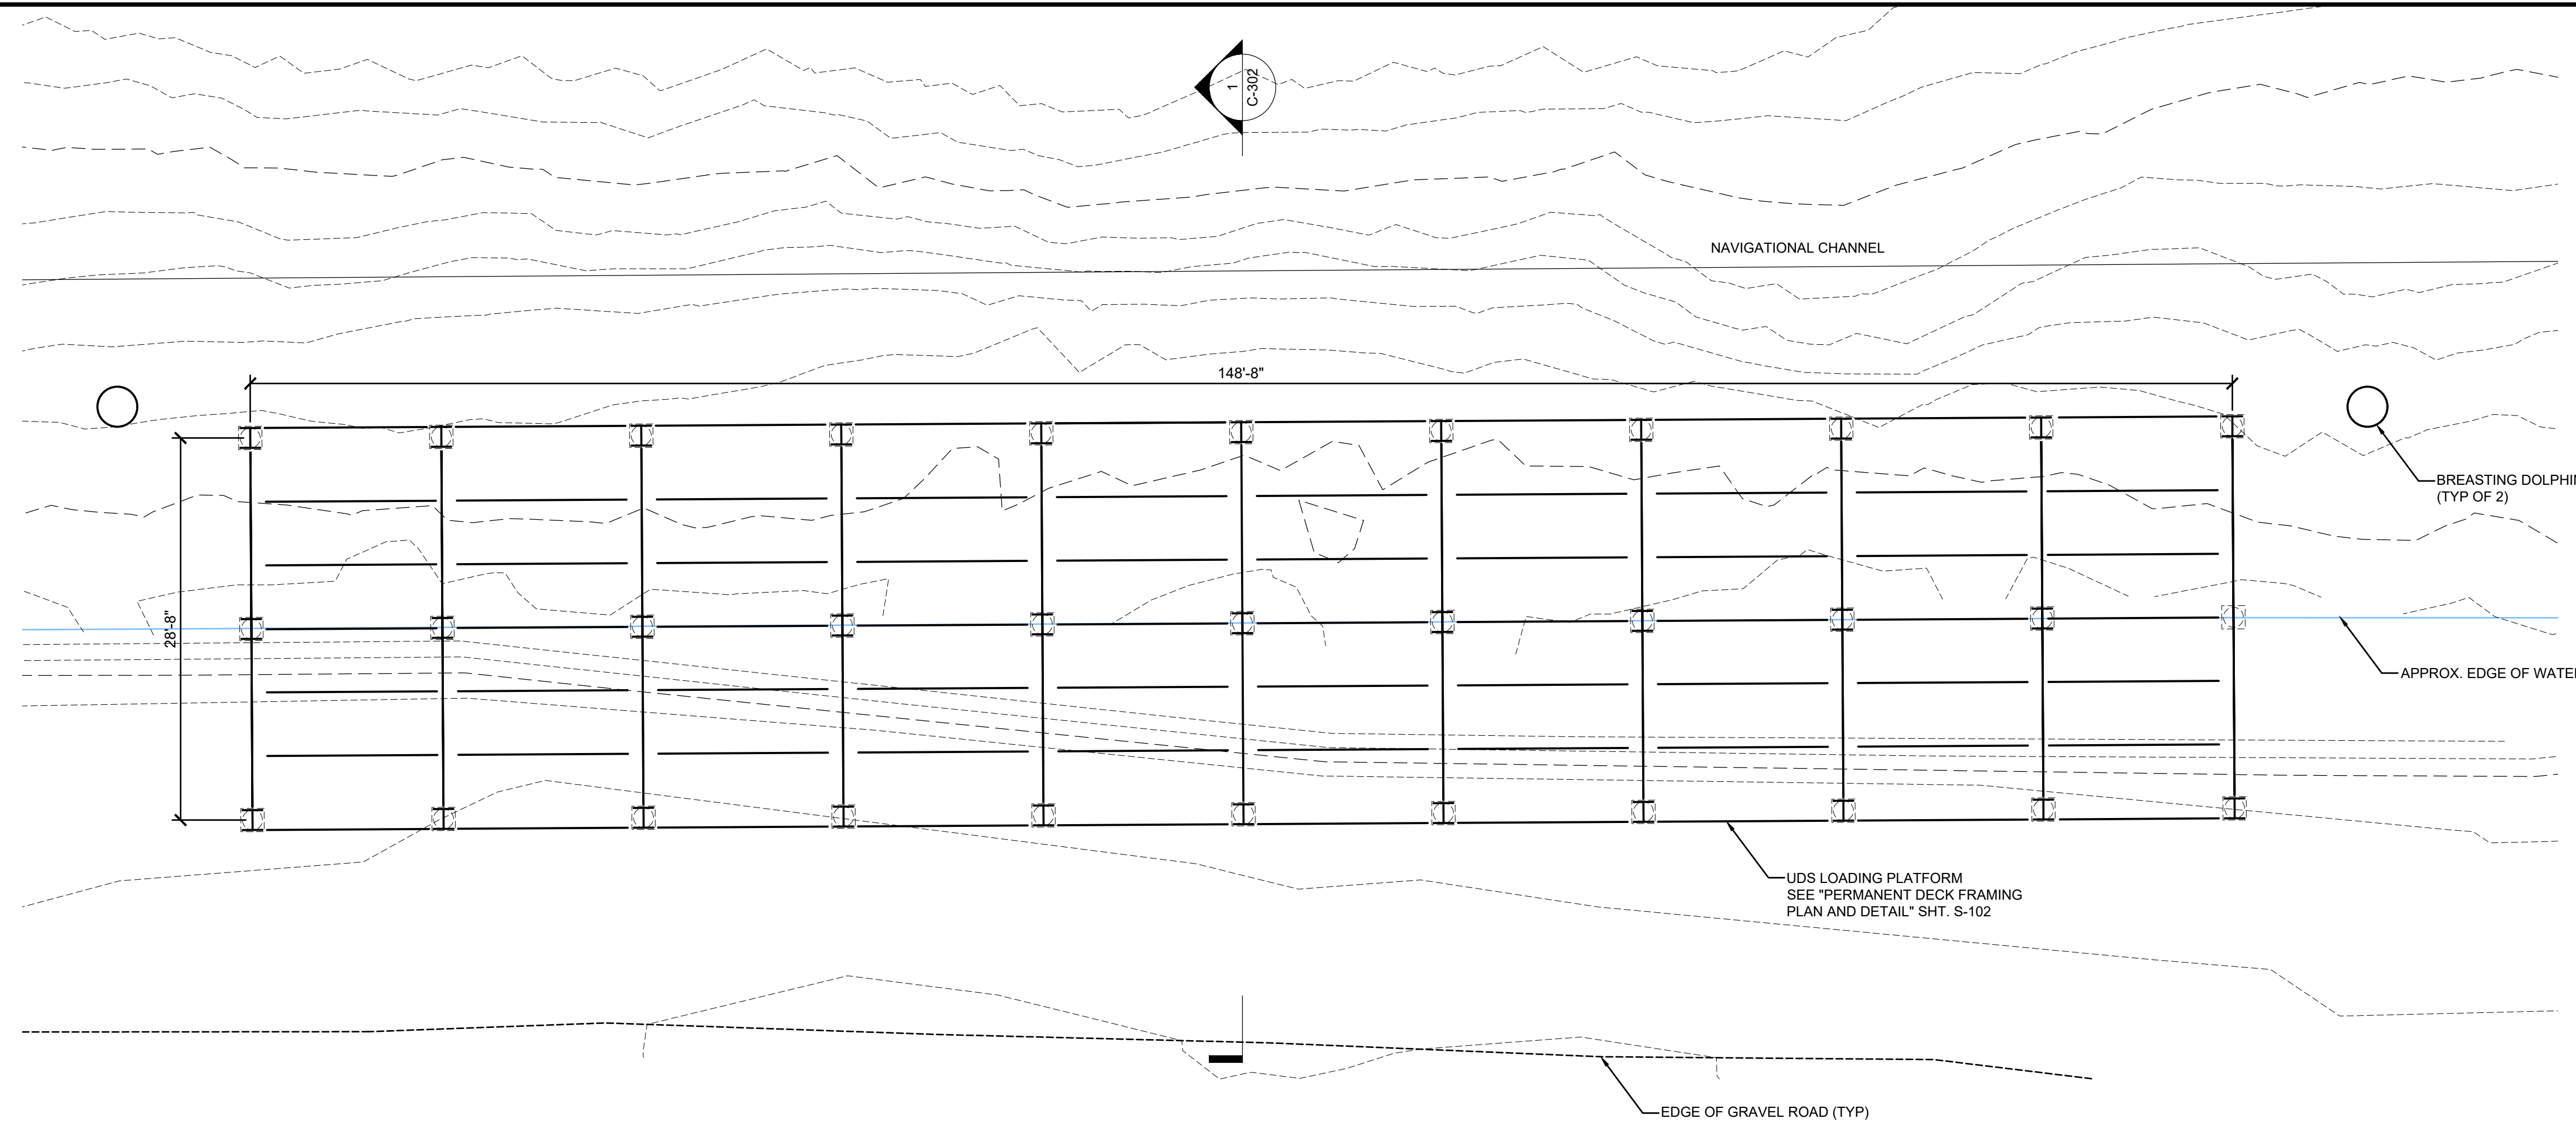 1
C-302
NAVIGATIONAL CHANNEL
148'-8"
BREASTING DOLPHI
(TYP OF 2)
28'-8"
APPROX. EDGE OF WATE
UDS LOADING PLATFORM
SEE "PERMANENT DECK FRAMING
PLAN AND DETAIL" SHT. S-102
EDGE OF GRAVEL ROAD (TYP)